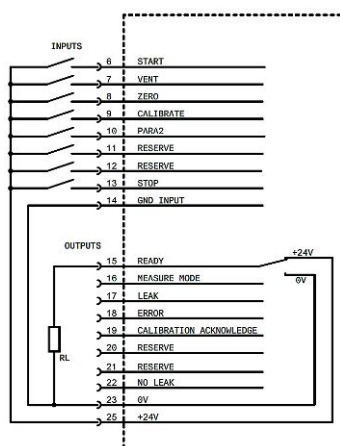 INPUTS
6 START
7 VENT
8 ZERO
9 CALIBRATE
10 PARA2
11 RESERVE
12 RESERVE
13 STOP
14 GND INPUT
OUTPUTS
15 READY
+24V
16 MEASURE MODE
0V
17 LEAK
18 ERROR
19 CALIBRATION ACKNOWLEDGE
20 RESERVE
RL
21 RESERVE
22 NO LEAK
23 0V
25 +24V